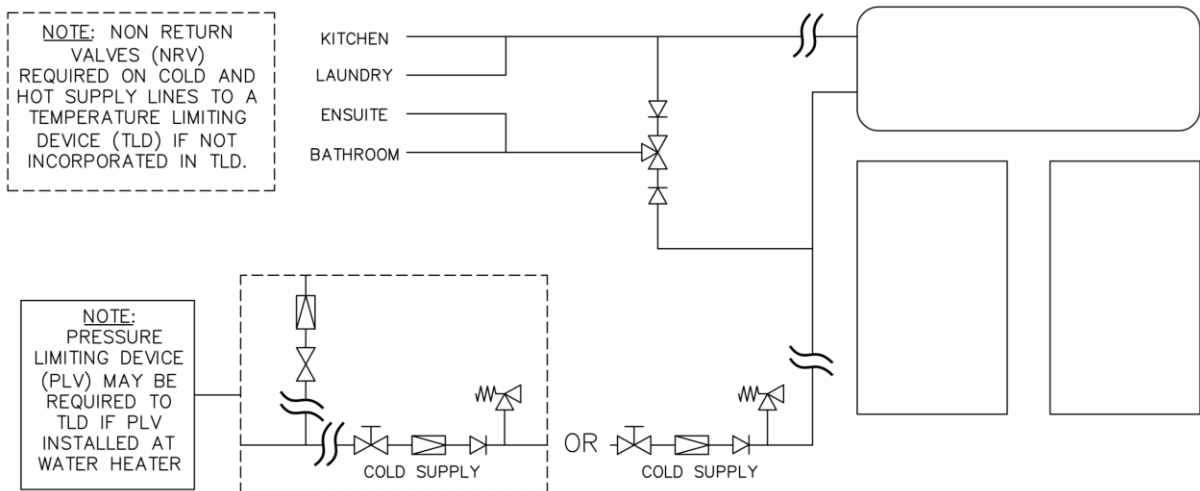 NOTE: NON RETURN
VALVES (NRV)
REQUIRED ON COLD AND
HOT SUPPLY LINES TO A
TEMPERATURE LIMITING
DEVICE (TLD) IF NOT
INCORPORATED IN TLD.
KITCHEN
LAUNDRY
ENSUITE
BATHROOM
NOTE:
PRESSURE
LIMITING DEVICE
(PLV) MAY BE
REQUIRED TO
TLD IF PLV
INSTALLED AT
WATER HEATER
COLD SUPPLY
OR
COLD SUPPLY